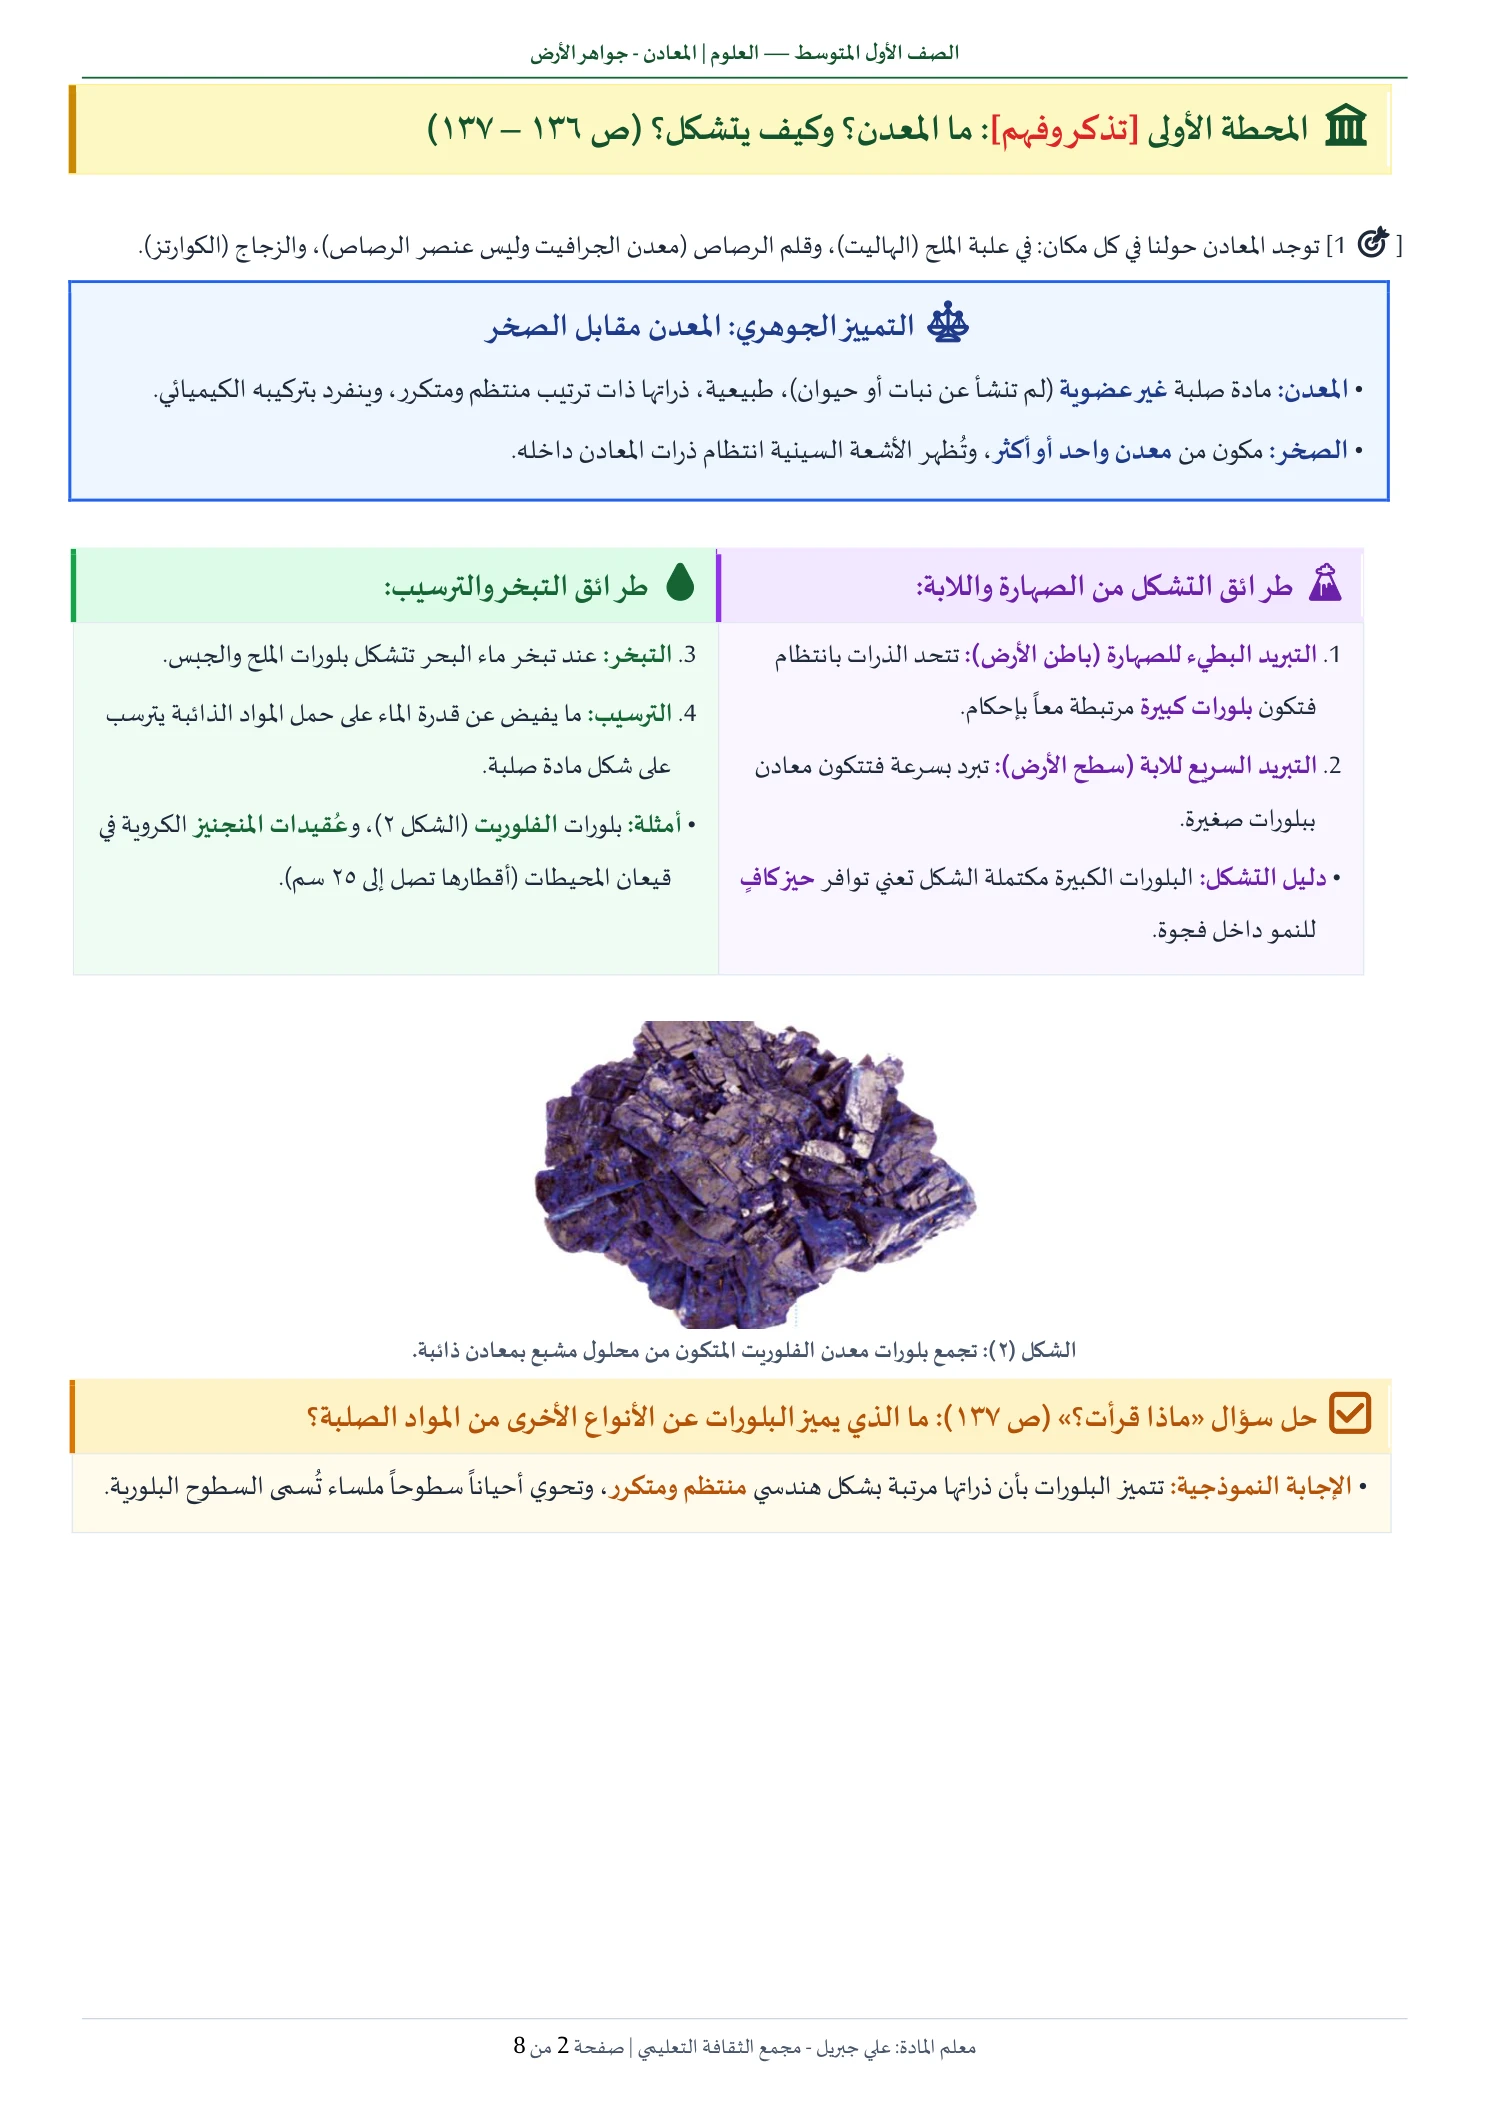 الصف الأول المتوسط — العلوم | المعادن - جواهر الأرض
المحطة الأولى [تذكر وفهم]: ما المعدن؟ وكيف يتشكل؟ (ص ١٣٦ – ١٣٧)
[ 1] توجد المعادن حولنا في كل مكان: في علبة الملح (الهاليت)، وقلم الرصاص (معدن الجرافيت وليس عنصر الرصاص)، والزجاج (الكوارتز).
التمييز الجوهري: المعدن مقابل الصخر
• المعدن: مادة صلبة غير عضوية (لم تنشأ عن نبات أو حيوان)، طبيعية، ذراتها ذات ترتيب منتظم ومتكرر، وينفرد بتركيبه الكيميائي.
• الصخر: مكون من معدن واحد أو أكثر، وتُظهر الأشعة السينية انتظام ذرات المعادن داخله.
طرائق التشكل من الصهارة واللابة:
1. التبريد البطيء للصهارة (باطن الأرض): تتحد الذرات بانتظام
فتكون بلورات كبيرة مرتبطة معاً بإحكام.
2. التبريد السريع للابة (سطح الأرض): تبرد بسرعة فتتكون معادن
ببلورات صغيرة.
• دليل التشكل: البلورات الكبيرة مكتملة الشكل تعني توافر حيز كافٍ
للنمو داخل فجوة.
طرائق التبخر والترسيب:
3. التبخر: عند تبخر ماء البحر تتشكل بلورات الملح والجبس.
4. الترسيب: ما يفيض عن قدرة الماء على حمل المواد الذائبة يترسب
على شكل مادة صلبة.
• أمثلة: بلورات الفلوريت (الشكل ٢)، وعُقيدات المنجنيز الكروية في
قيعان المحيطات (أقطارها تصل إلى ٢٥ سم).
الشكل (٢): تجمع بلورات معدن الفلوريت المتكون من محلول مشبع بمعادن ذائبة.
حل سؤال «ماذا قرأت؟» (ص ١٣٧): ما الذي يميز البلورات عن الأنواع الأخرى من المواد الصلبة؟
• الإجابة النموذجية: تتميز البلورات بأن ذراتها مرتبة بشكل هندسي منتظم ومتكرر، وتحوي أحياناً سطوحاً ملساء تُسمى السطوح البلورية.
معلم المادة: علي جبريل - مجمع الثقافة التعليمي | صفحة 2 من 8